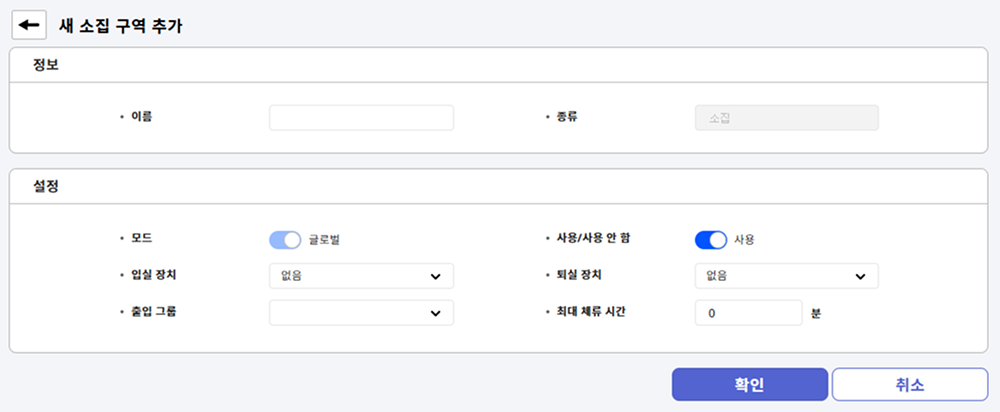 새 소집 구역 추가
정보
• 이름
• 종류 소집
설정
• 모드 글로벌 • 사용/사용 안 함 사용
• 입실 장치 없음 • 퇴실 장치 없음
• 출입 그룹 • 최대 체류 시간 0 분
확인 취소